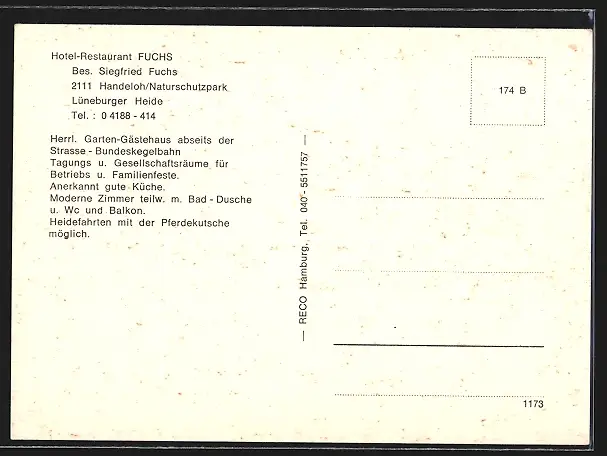 Hotel-Restaurant FUCHS
Bes. Siegfried Fuchs
2111 Handeloh/Naturschutzpark
Lüneburger Heide
Tel. : 0 4188 - 414
Herrl. Garten-Gästehaus abseits der
Strasse - Bundeskegelbahn
Tagungs u. Gesellschaftsräume für
Betriebs u. Familienfeste.
Anerkannt gute Küche.
Moderne Zimmer teilw. m. Bad - Dusche
u. Wc und Balkon.
Heidefahrten mit der Pferdekutsche
möglich.
— RECO Hamburg, Tel. 040 - 5511757 —
174 B
1173